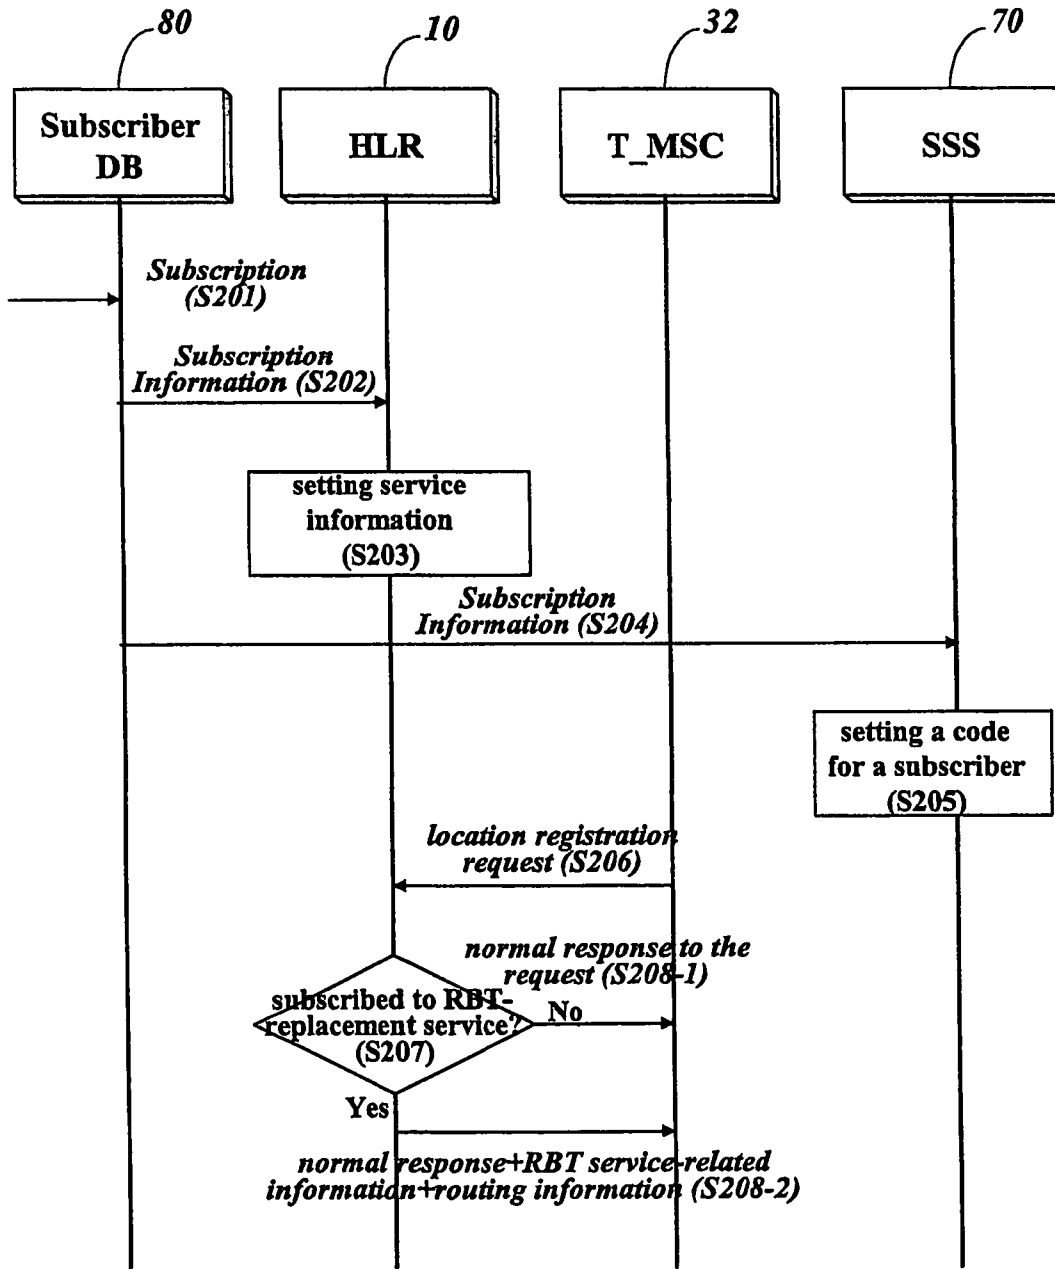 80
10
32
70
Subscriber
DB
HLR
T_MSC
SSS
Subscription
(S201)
Subscription
Information (S202)
setting service
information
(S203)
Subscription
Information (S204)
setting a code
for a subscriber
(S205)
location registration
request (S206)
normal response to the
request (S208-1)
subscribed to RBT-
replacement service?
(S207)
No
Yes
normal response+RBT service-related
information+routing information (S208-2)